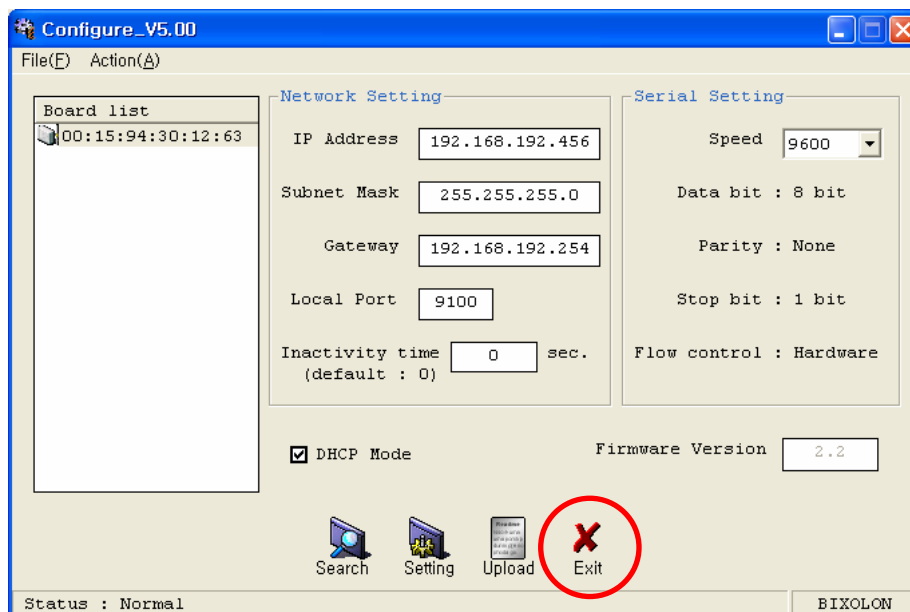 Configure_V5.00
File(F) Action(A)
Board list
00:15:94:30:12:63
Network Setting
IP Address 192.168.192.456
Subnet Mask 255.255.255.0
Gateway 192.168.192.254
Local Port 9100
Inactivity time 0 sec.
(default : 0)
Serial Setting
Speed 9600
Data bit : 8 bit
Parity : None
Stop bit : 1 bit
Flow control : Hardware
DHCP Mode
Firmware Version 2.2
Search Setting Upload Exit
Status : Normal BIXOLON